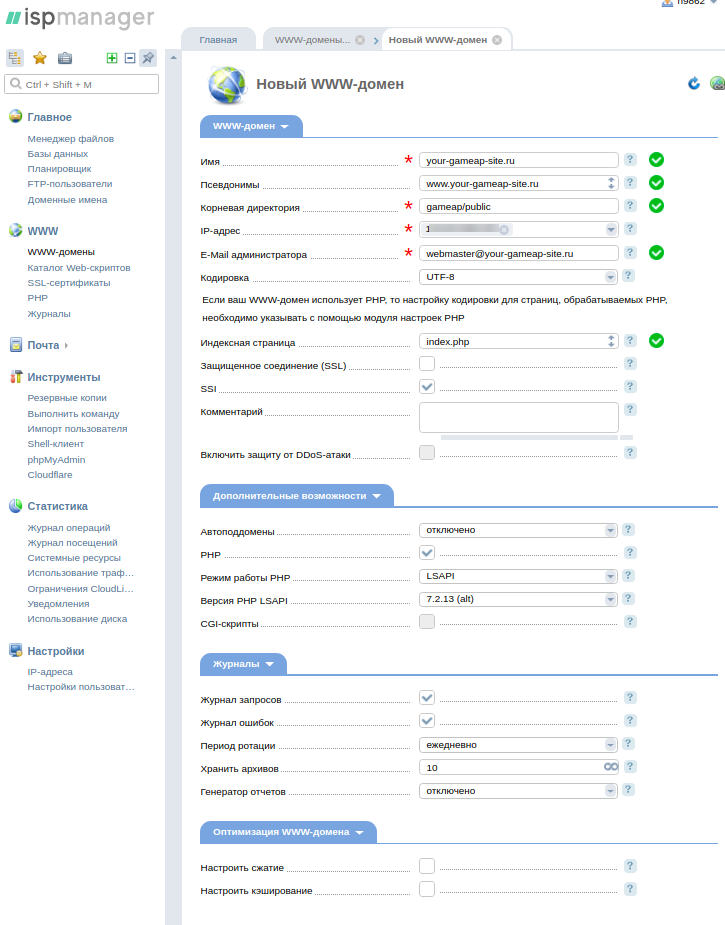 ispmanager
Главная
WWW-домены...
Новый WWW-домен
Ctrl + Shift + M
Главное
Менеджер файлов
Базы данных
Планировщик
FTP-пользователи
Доменные имена
WWW
WWW-домены
Каталог Web-скриптов
SSL-сертификаты
PHP
Журналы
Почта
Инструменты
Резервные копии
Выполнить команду
Импорт пользователя
Shell-клиент
phpMyAdmin
Cloudflare
Статистика
Журнал операций
Журнал посещений
Системные ресурсы
Использование траф...
Ограничения CloudLi...
Уведомления
Использование диска
Настройки
IP-адреса
Настройки пользоват...
Новый WWW-домен
WWW-домен
Имя * your-gameap-site.ru ?
Псевдонимы www.your-gameap-site.ru ?
Корневая директория * gameap/public ?
IP-адрес * ?
E-Mail администратора * webmaster@your-gameap-site.ru ?
Кодировка UTF-8 ?
Если ваш WWW-домен использует PHP, то настройку кодировки для страниц, обрабатываемых PHP,
необходимо указывать с помощью модуля настроек PHP
Индексная страница index.php ?
Защищенное соединение (SSL) ?
SSI ?
Комментарий ?
Включить защиту от DDoS-атаки ?
Дополнительные возможности
Автоподдомены отключено ?
PHP ?
Режим работы PHP LSAPI ?
Версия PHP LSAPI 7.2.13 (alt) ?
CGI-скрипты ?
Журналы
Журнал запросов ?
Журнал ошибок ?
Период ротации ежедневно ?
Хранить архивов 10 ?
Генератор отчетов отключено ?
Оптимизация WWW-домена
Настроить сжатие ?
Настроить кэширование ?